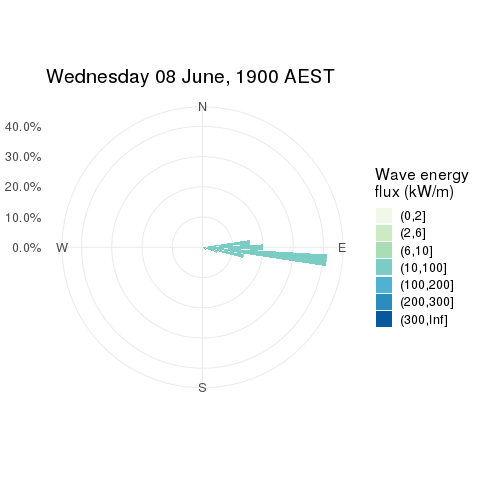 Wednesday 08 June, 1900 AEST
N
40.0%
30.0%
20.0%
10.0%
0.0%
W
E
S
Wave energy
flux (kW/m)
(0,2]
(2,6]
(6,10]
(10,100]
(100,200]
(200,300]
(300,Inf]